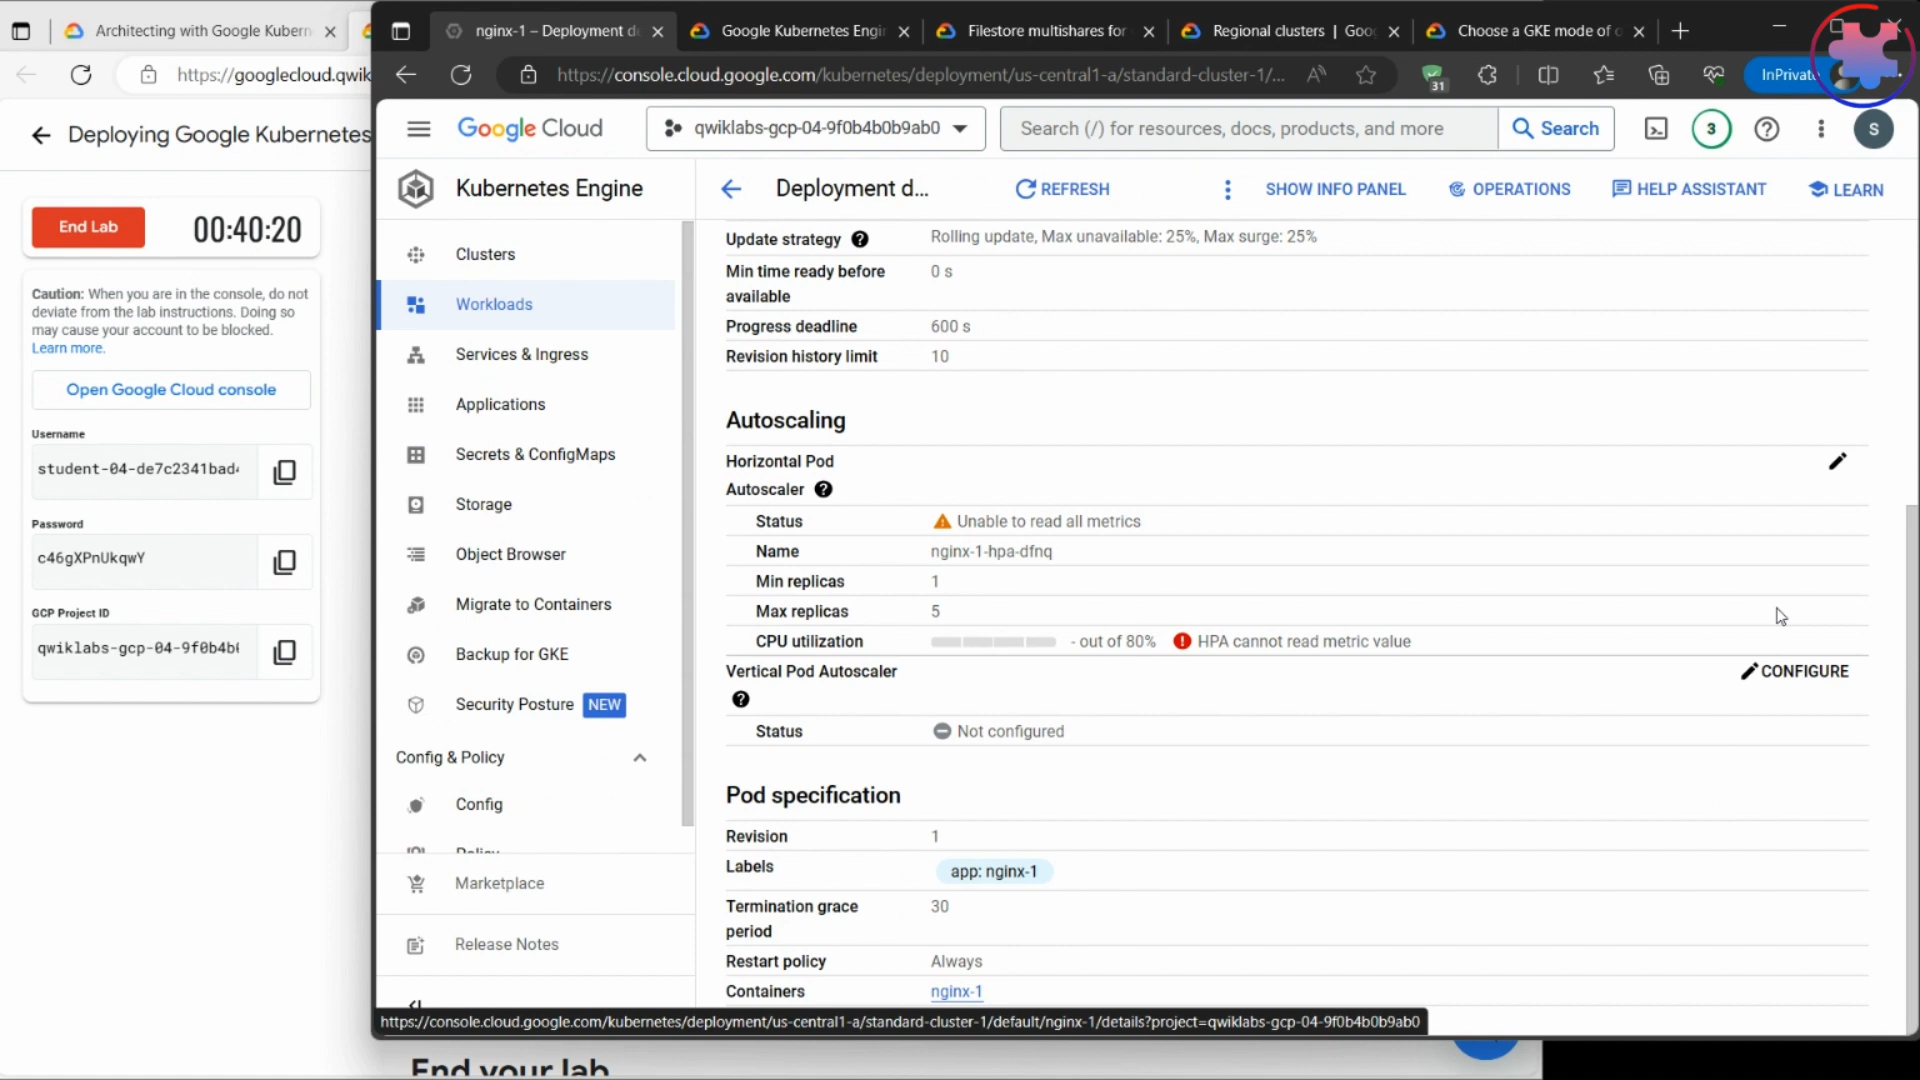 Architecting with Google Kubern
https://googlecloud.qwik
Deploying Google Kubernetes
End Lab
00:40:20
Caution: When you are in the console, do not
deviate from the lab instructions. Doing so
may cause your account to be blocked.
Learn more.
Open Google Cloud console
Username
student-04-de7c2341bad
Password
c46gXPnUkqwY
GCP Project ID
qwiklabs-gcp-04-9f0b4b
nginx-1 – Deployment d
Google Kubernetes Engin
Filestore multishares for
Regional clusters | Goo
Choose a GKE mode of o
https://console.cloud.google.com/kubernetes/deployment/us-central1-a/standard-cluster-1/...
31
InPrivate
Google Cloud
qwiklabs-gcp-04-9f0b4b0b9ab0
Search (/) for resources, docs, products, and more
Search
3
S
Kubernetes Engine
Deployment d...
REFRESH
SHOW INFO PANEL
OPERATIONS
HELP ASSISTANT
LEARN
Clusters
Workloads
Services & Ingress
Applications
Secrets & ConfigMaps
Storage
Object Browser
Migrate to Containers
Backup for GKE
Security Posture NEW
Config & Policy
Config
Policy
Marketplace
Release Notes
Update strategy Rolling update, Max unavailable: 25%, Max surge: 25%
Min time ready before available 0 s
Progress deadline 600 s
Revision history limit 10
Autoscaling
Horizontal Pod
Autoscaler
Status Unable to read all metrics
Name nginx-1-hpa-dfnq
Min replicas 1
Max replicas 5
CPU utilization - out of 80% HPA cannot read metric value
Vertical Pod Autoscaler CONFIGURE
Status Not configured
Pod specification
Revision 1
Labels app: nginx-1
Termination grace period 30
Restart policy Always
Containers nginx-1
https://console.cloud.google.com/kubernetes/deployment/us-central1-a/standard-cluster-1/default/nginx-1/details?project=qwiklabs-gcp-04-9f0b4b0b9ab0
End your lab